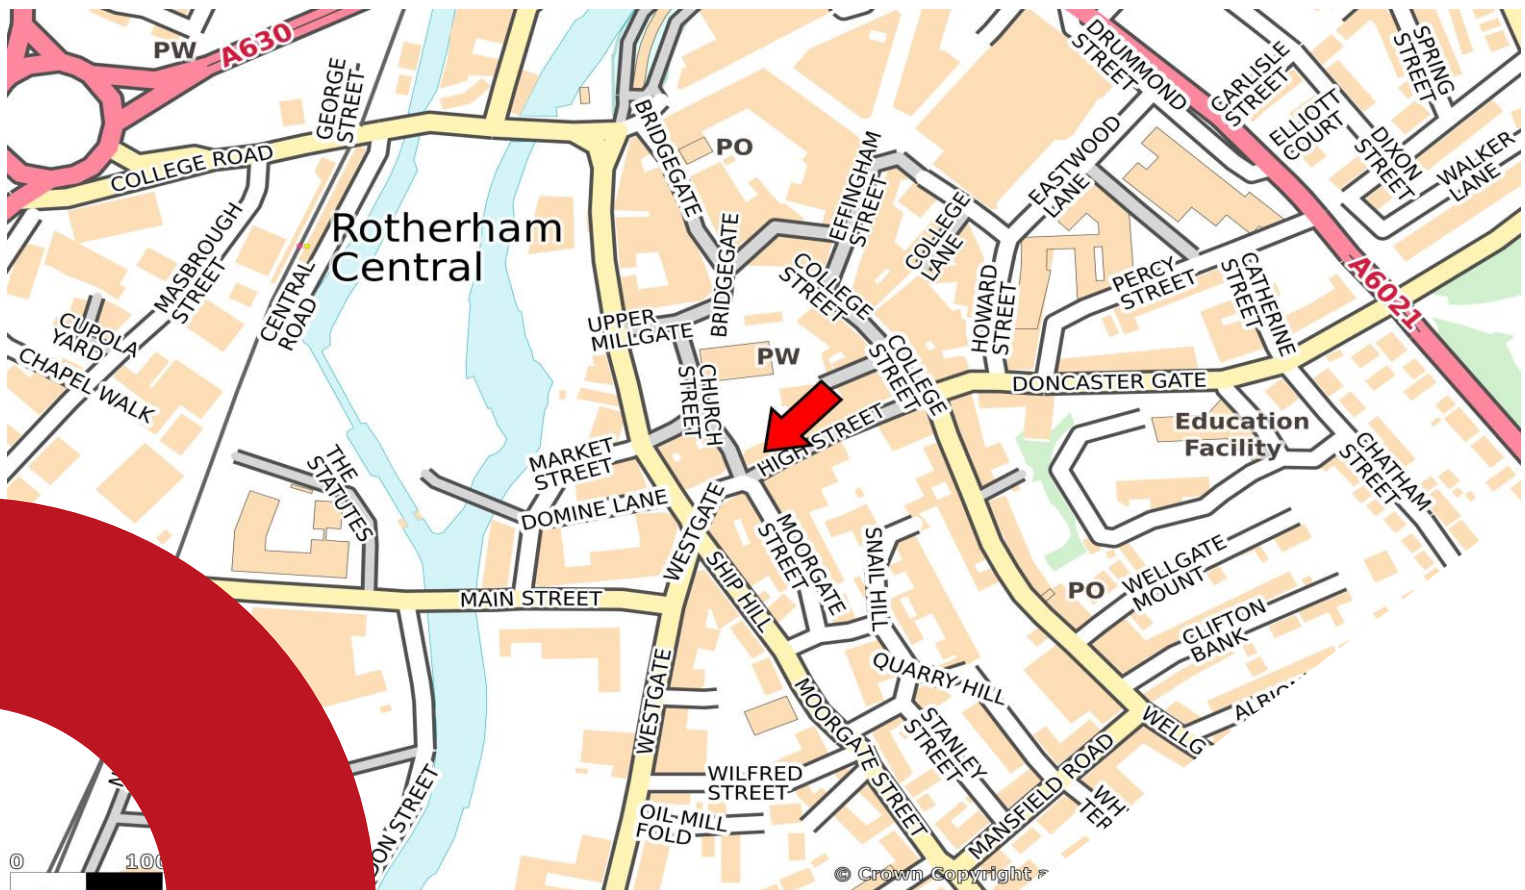 PW
A630
GEORGE
STREET
COLLEGE ROAD
BRIDGEGATE
PO
DRUMMOND
STREET
CARLISLE
STREET
SPRING
STREET
ELLIOTT
COURT
DIXON
STREET
WALKER
LANE
EFFINGHAM
STREET
EASTWOOD
LANE
COLLEGE
LANE
MASBROUGH
STREET
Rotherham
Central
CENTRAL
ROAD
BRIDGEGATE
COLLEGE
STREET
HOWARD
STREET
PERCY
STREET
CATHERINE
STREET
A6021
CUPOLA
YARD
CHAPEL WALK
UPPER
MILLGATE
PW
CHURCH
STREET
COLLEGE
STREET
DONCASTER GATE
Education
Facility
HIGH STREET
MARKET
STREET
THE
STATUTES
DOMINE LANE
WESTGATE
MOORGATE
STREET
SNAIL HILL
CHATHAM
STREET
SHIP HILL
MAIN STREET
PO
WELLGATE
MOUNT
CLIFTON
BANK
QUARRY HILL
WESTGATE
MOORGATE STREET
STANLEY
STREET
MANSFIELD ROAD
WILFRED
STREET
OIL MILL
FOLD
0
100
© Crown Copyright